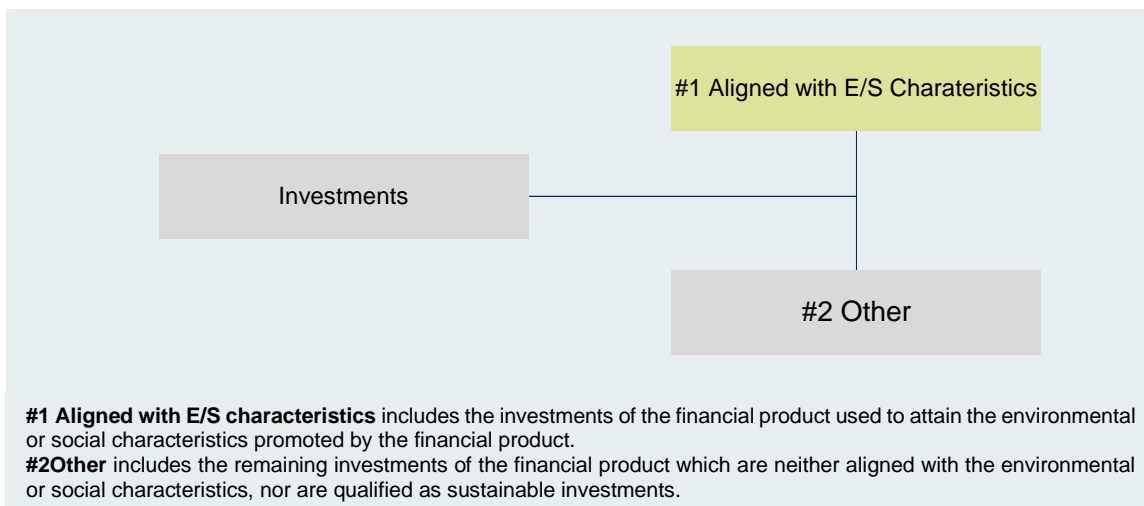 #1 Aligned with E/S Charateristics
Investments
#2 Other
#1 Aligned with E/S characteristics includes the investments of the financial product used to attain the environmental
or social characteristics promoted by the financial product.
#2Other includes the remaining investments of the financial product which are neither aligned with the environmental
or social characteristics, nor are qualified as sustainable investments.